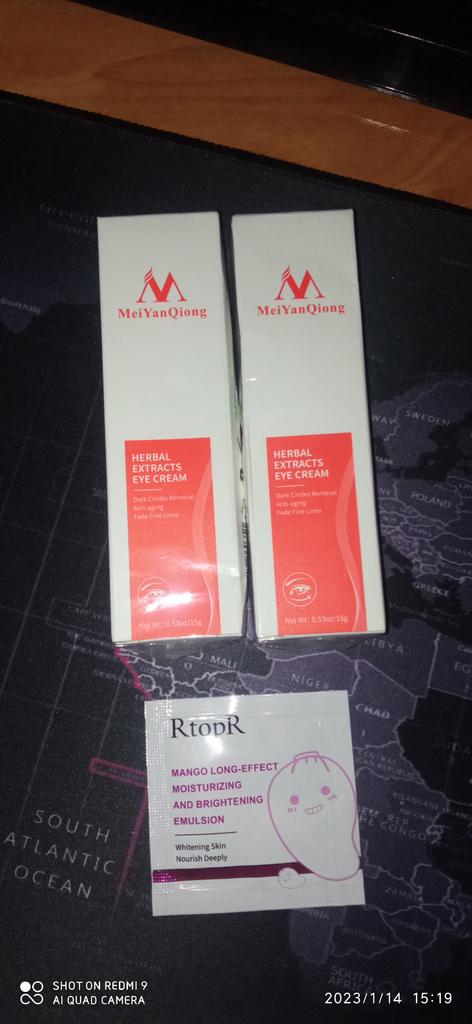 MeiYanQiong
HERBAL
EXTRACTS
EYE CREAM
Dark Circles Removal
Anti-aging
Fade Fine Lines
Net Wt: 0.53oz/15g
MeiYanQiong
HERBAL
EXTRACTS
EYE CREAM
Dark Circles Removal
Anti-aging
Fade Fine Lines
Net Wt: 0.53oz/15g
SWEDEN
POLAND
GREECE
LIBYA
MALI
NIGER
CHAD
RtopR
MANGO LONG-EFFECT
MOISTURIZING
AND BRIGHTENING
EMULSION
Whitening Skin
Nourish Deeply
SOUTH
ATLANTIC
OCEAN
SOUTH
SHOT ON REDMI 9
AI QUAD CAMERA
2023/1/14 15:19